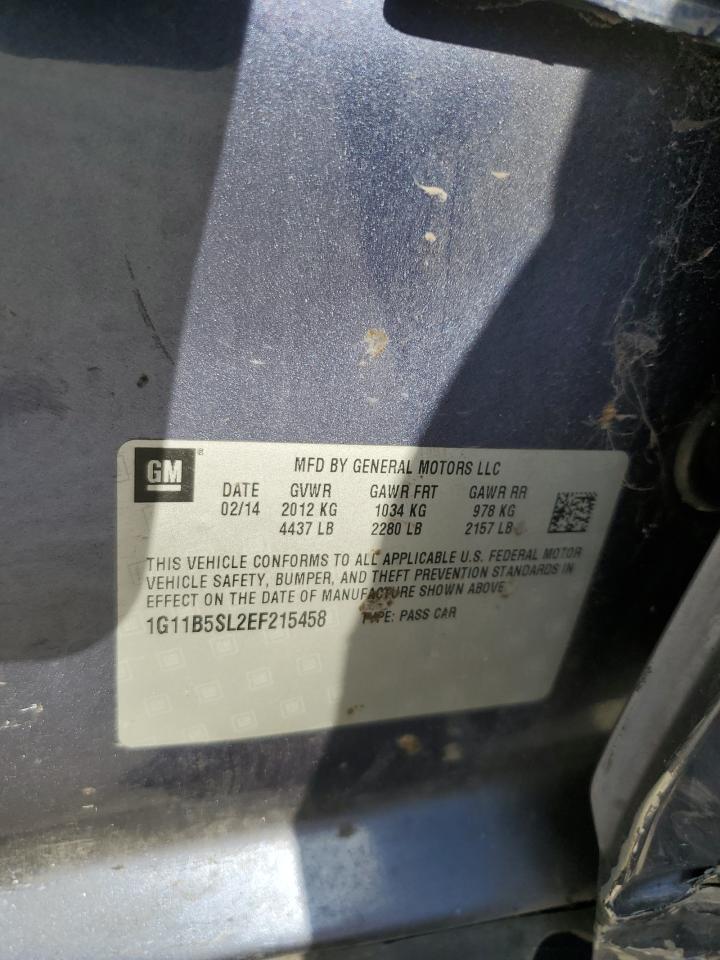 GM®
MFD BY GENERAL MOTORS LLC
DATE GVWR GAWR FRT GAWR RR
02/14 2012 KG 1034 KG 978 KG
4437 LB 2280 LB 2157 LB
THIS VEHICLE CONFORMS TO ALL APPLICABLE U.S. FEDERAL MOTOR
VEHICLE SAFETY, BUMPER, AND THEFT PREVENTION STANDARDS IN
EFFECT ON THE DATE OF MANUFACTURE SHOWN ABOVE
1G11B5SL2EF215458 TYPE: PASS CAR